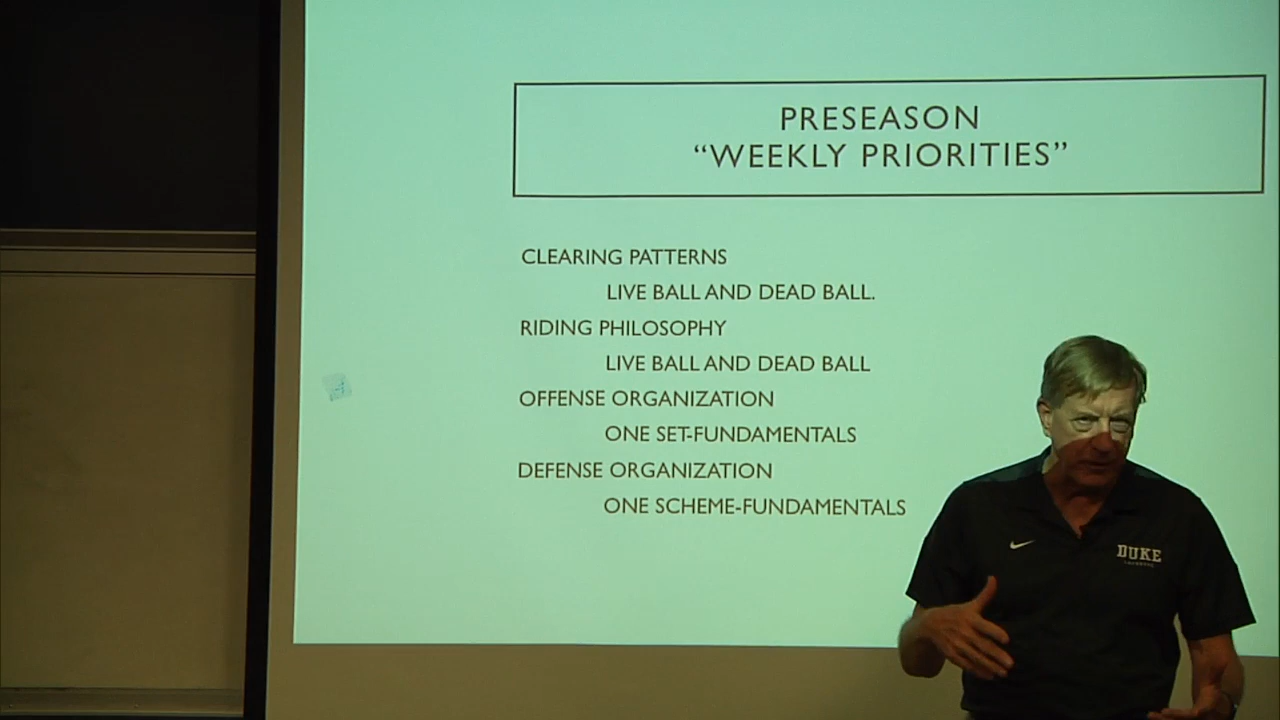 PRESEASON
“WEEKLY PRIORITIES”
CLEARING PATTERNS
LIVE BALL AND DEAD BALL.
RIDING PHILOSOPHY
LIVE BALL AND DEAD BALL
OFFENSE ORGANIZATION
ONE SET-FUNDAMENTALS
DEFENSE ORGANIZATION
ONE SCHEME-FUNDAMENTALS
DUKE